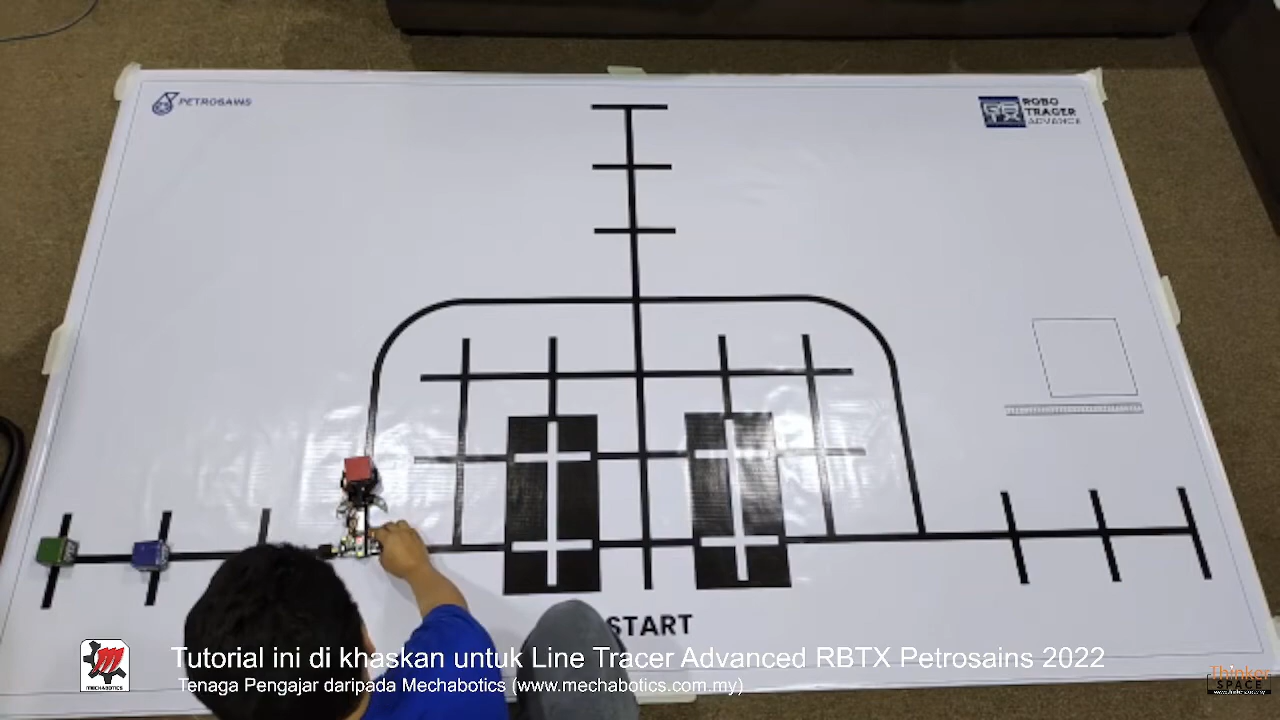 PETROSAINS
ROBO
TRACER
ADVANCE
START
Tutorial ini di khaskan untuk Line Tracer Advanced RBTX Petrosains 2022
Tenaga Pengajar daripada Mechabotics (www.mechabotics.com.my)
MECHABOTICS
Thinker
SPACE